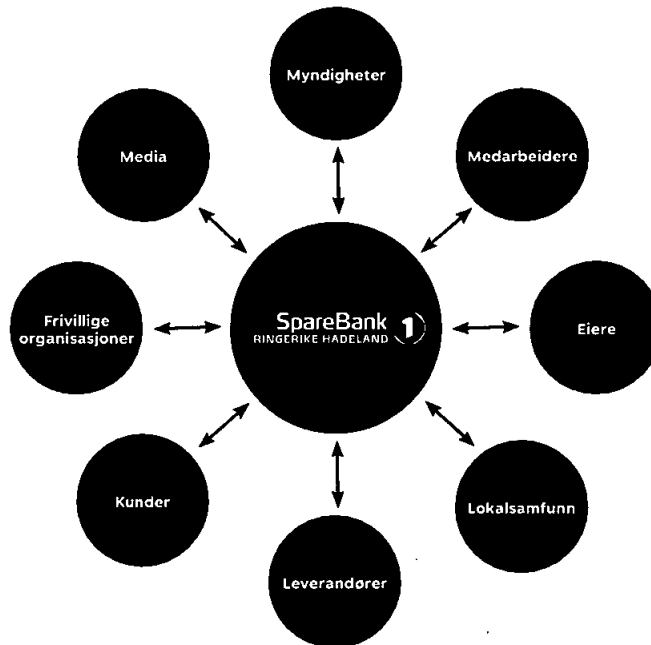 Myndigheter
Media
Medarbeidere
Frivillige
organisasjoner
SpareBank 1
RINGERIKE HADELAND
Eiere
Kunder
Lokalsamfunn
Leverandører